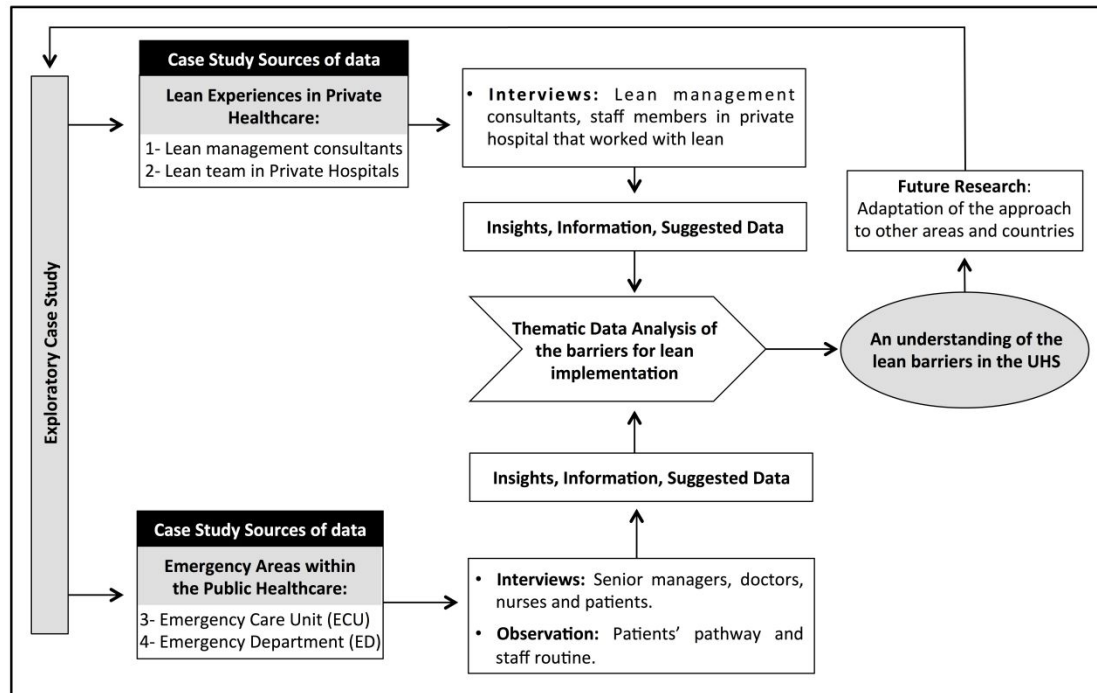 Exploratory Case Study
Case Study Sources of data
Lean Experiences in Private
Healthcare:
1- Lean management consultants
2- Lean team in Private Hospitals
• Interviews: Lean management
consultants, staff members in private
hospital that worked with lean
Insights, Information, Suggested Data
Thematic Data Analysis of
the barriers for lean
implementation
Future Research:
Adaptation of the approach
to other areas and countries
An understanding of the
lean barriers in the UHS
Insights, Information, Suggested Data
Case Study Sources of data
Emergency Areas within
the Public Healthcare:
3- Emergency Care Unit (ECU)
4- Emergency Department (ED)
• Interviews: Senior managers, doctors,
nurses and patients.
• Observation: Patients’ pathway and
staff routine.